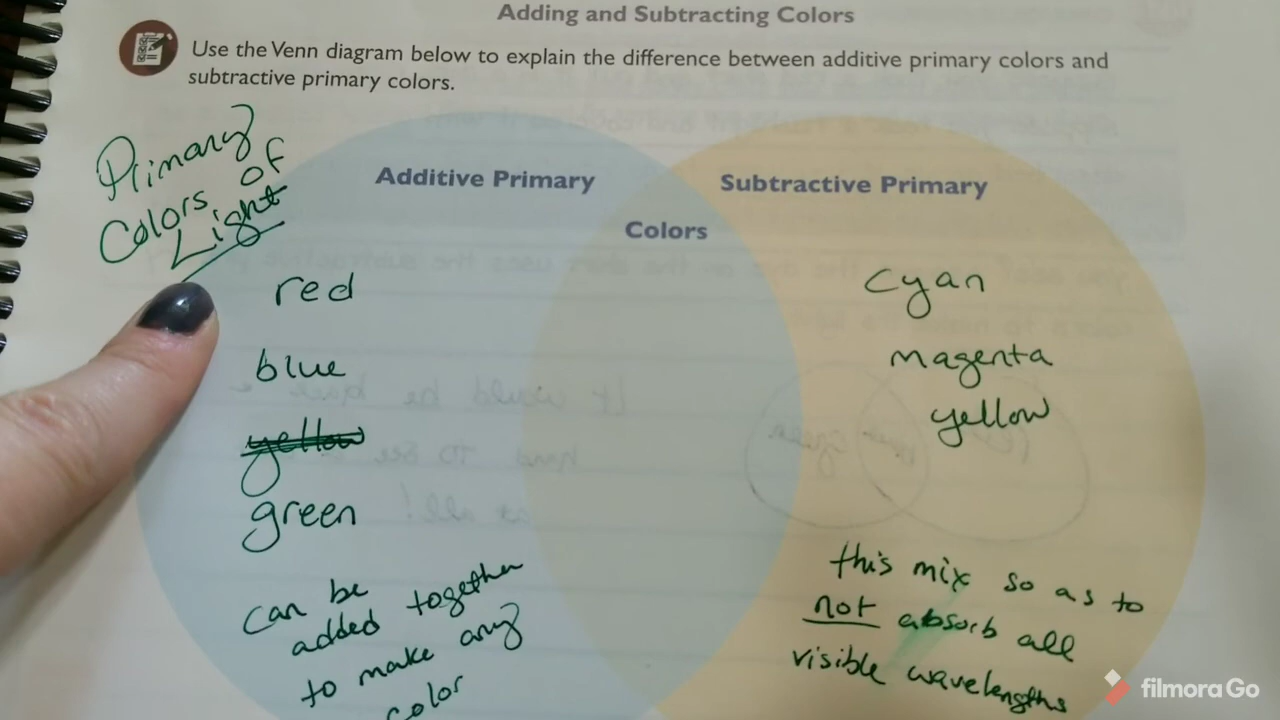 Adding and Subtracting Colors
Use the Venn diagram below to explain the difference between additive primary colors and
subtractive primary colors.
Primary
Colors of
Light
Additive Primary
Subtractive Primary
Colors
red
blue
yellow
green
can be
added together
to make any
color
cyan
magenta
yellow
this mix so as to
not absorb all
visible wavelengths
filmora Go